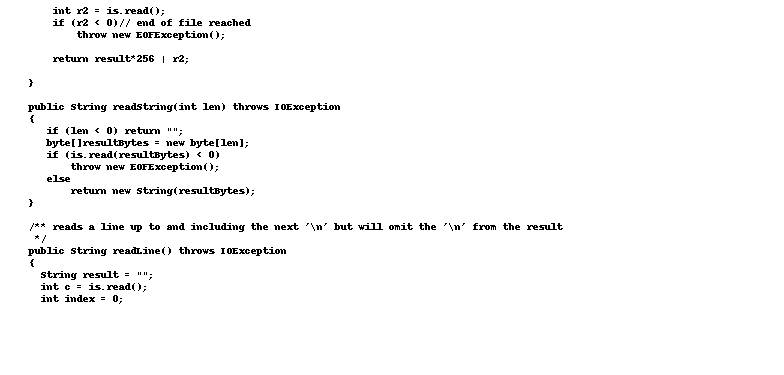 int r2 = is.read();
if (r2 < 0)// end of file reached
throw new EOFException();
return result*256 | r2;
}
public String readString(int len) throws IOException
{
if (len < 0) return "";
byte[]resultBytes = new byte[len];
if (is.read(resultBytes) < 0)
throw new EOFException();
else
return new String(resultBytes);
}
/** reads a line up to and including the next '\n' but will omit the '\n' from the result
*/
public String readLine() throws IOException
{
String result = "";
int c = is.read();
int index = 0;